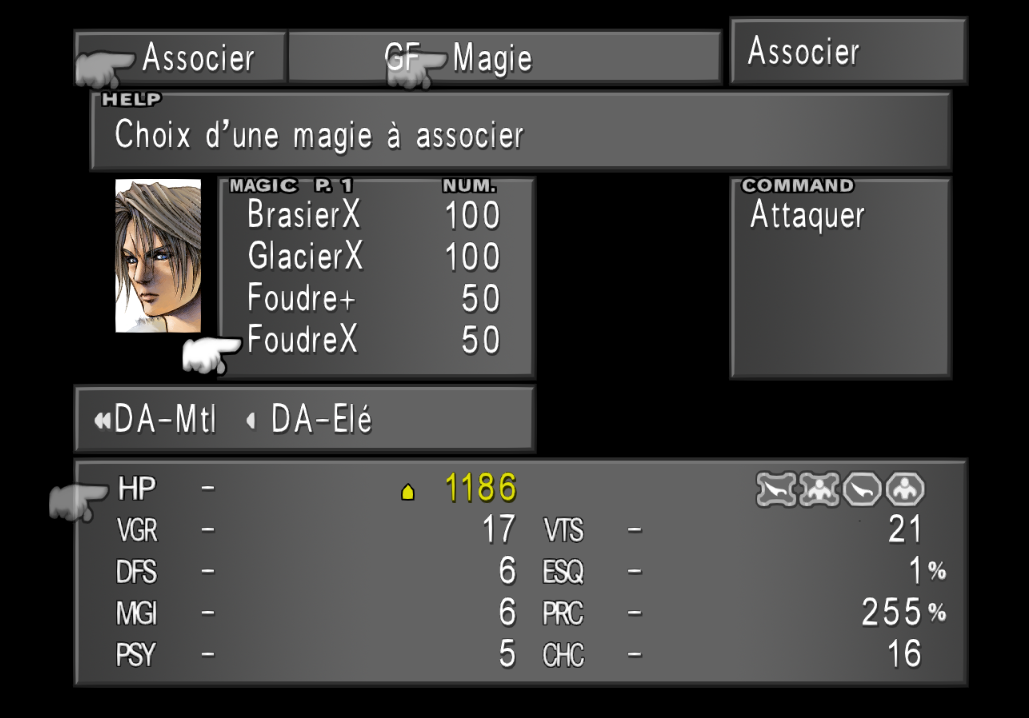 Associer GF Magie Associer
HELP
Choix d'une magie à associer
MAGIC P. 1 NUM.
BrasierX 100
GlacierX 100
Foudre+ 50
FoudreX 50
COMMAND
Attaquer
DA-Mtl DA-Elé
HP - 1186
VGR - 17 VTS - 21
DFS - 6 ESQ - 1%
MGI - 6 PRC - 255%
PSY - 5 CHC - 16